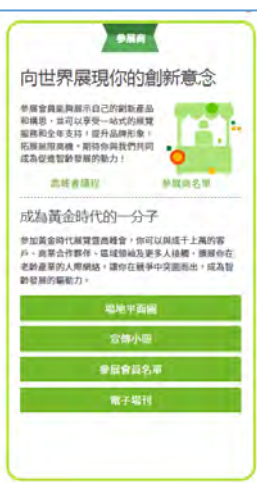 參展商
向世界展現你的創新意念
參展會員能夠展示自己的創新產品
和構思，並可以享受一站式的展覽
服務和全年支持，提升品牌形象，
拓展無限商機。期待你與我們共同
成為促進智齡發展的動力！
高峰會議程
參展商名單
成為黃金時代的一分子
參加黃金時代展覽暨高峰會，你可以與成千上萬的客
戶、商業合作夥伴、區域領袖及更多人接觸，擴展你在
老齡產業的人際網絡，讓你在競爭中突圍而出，成為智
齡發展的驅動力。
場地平面圖
宣傳小冊
參展會員名單
電子場刊